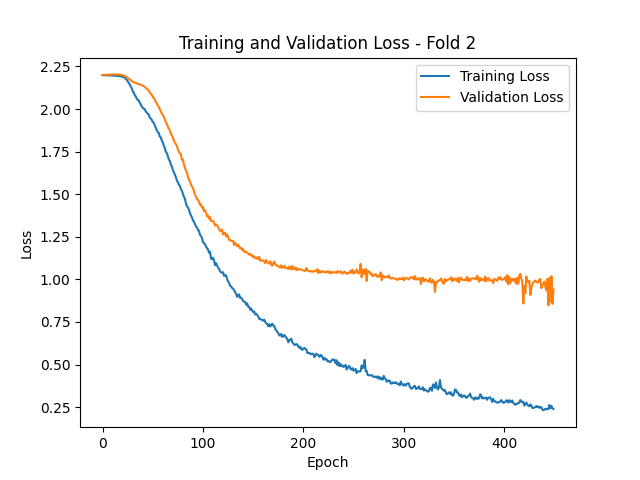 Training and Validation Loss - Fold 2
Training Loss
Validation Loss
Loss
2.25
2.00
1.75
1.50
1.25
1.00
0.75
0.50
0.25
0 100 200 300 400
Epoch